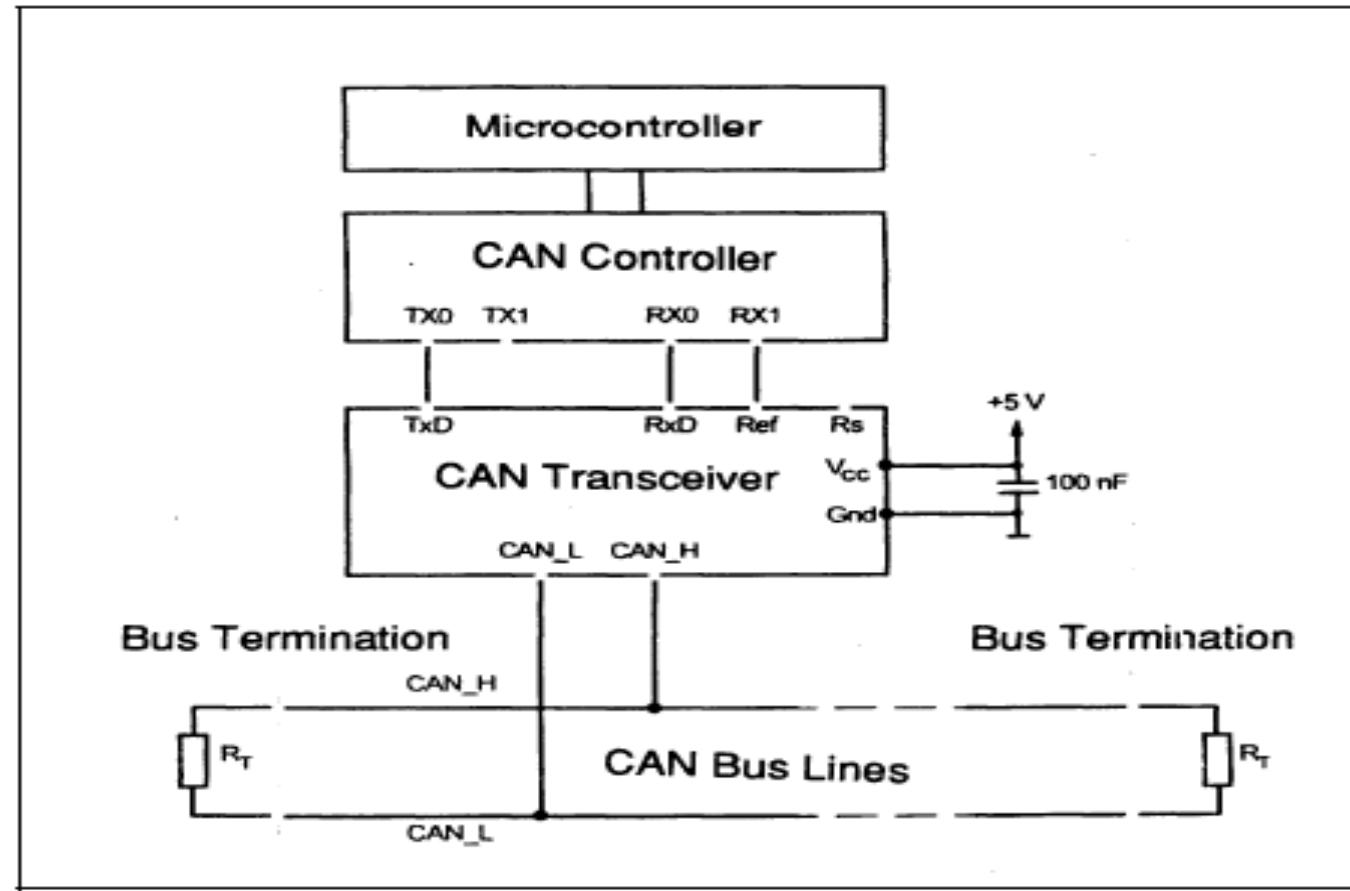 Microcontroller
CAN Controller
TX0 TX1 RX0 RX1
TxD RxD Ref Rs
+5 V
CAN Transceiver
Vcc
100 nF
Gnd
CAN_L CAN_H
Bus Termination Bus Termination
CAN_H
RT CAN Bus Lines RT
CAN_L